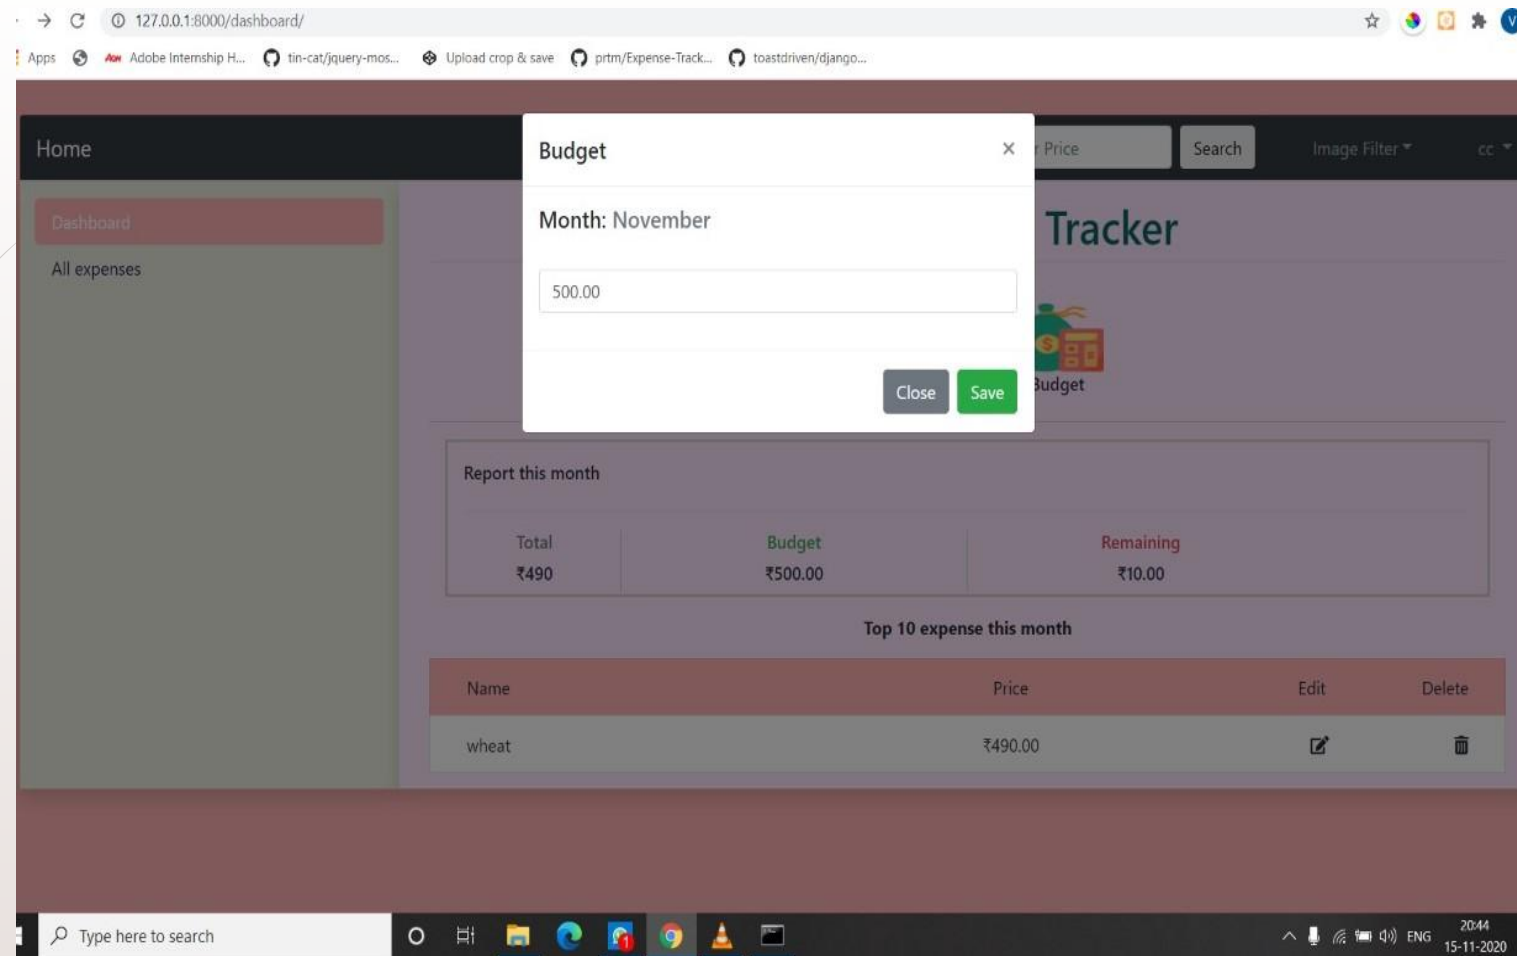 127.0.0.1:8000/dashboard/
Apps Adobe Internship H... tin-cat/jquery-mos... Upload crop & save prtm/Expense-Track... toastdriven/django...
Home
Price Search Image Filter cc
Budget ×
Month: November
500.00
Close Save
Dashboard
All expenses
Tracker
Budget
Report this month
Total Budget Remaining
₹490 ₹500.00 ₹10.00
Top 10 expense this month
Name Price Edit Delete
wheat ₹490.00
Type here to search
ENG
20:44
15-11-2020